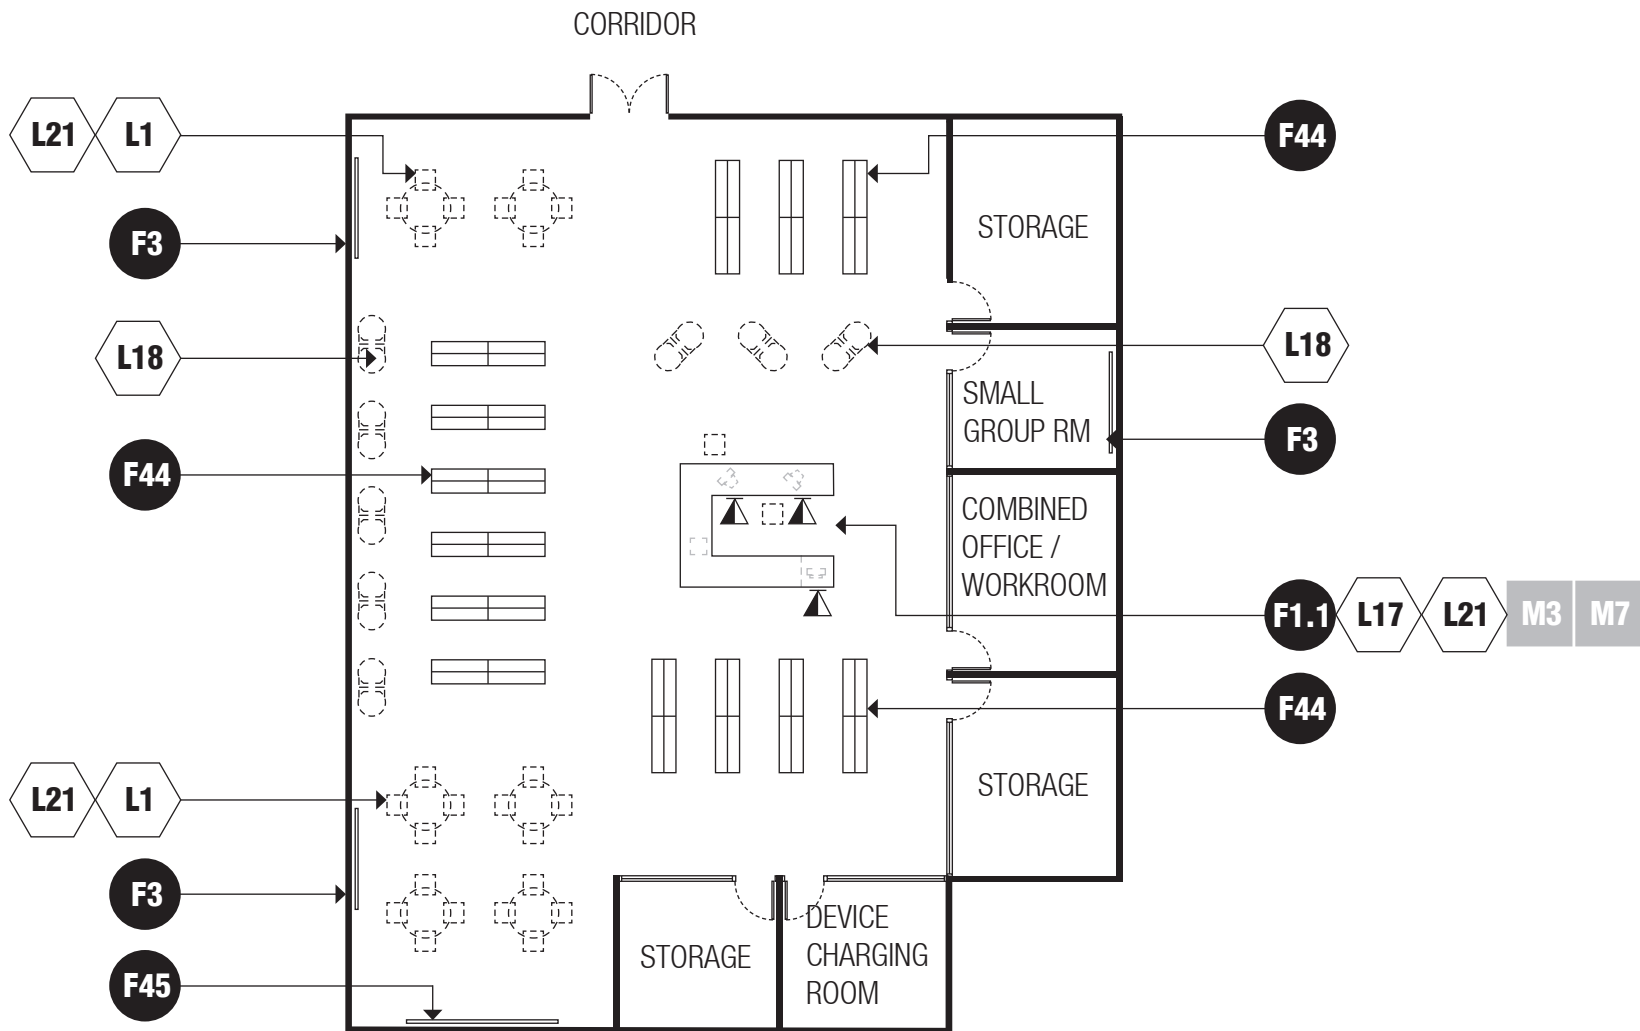 CORRIDOR
L21 L1
F44
F3
STORAGE
L18
L18
SMALL
GROUP RM
F3
F44
COMBINED
OFFICE /
WORKROOM
F1.1 L17 L21 M3 M7
F44
STORAGE
L21 L1
F3
DEVICE
CHARGING
ROOM
STORAGE
F45